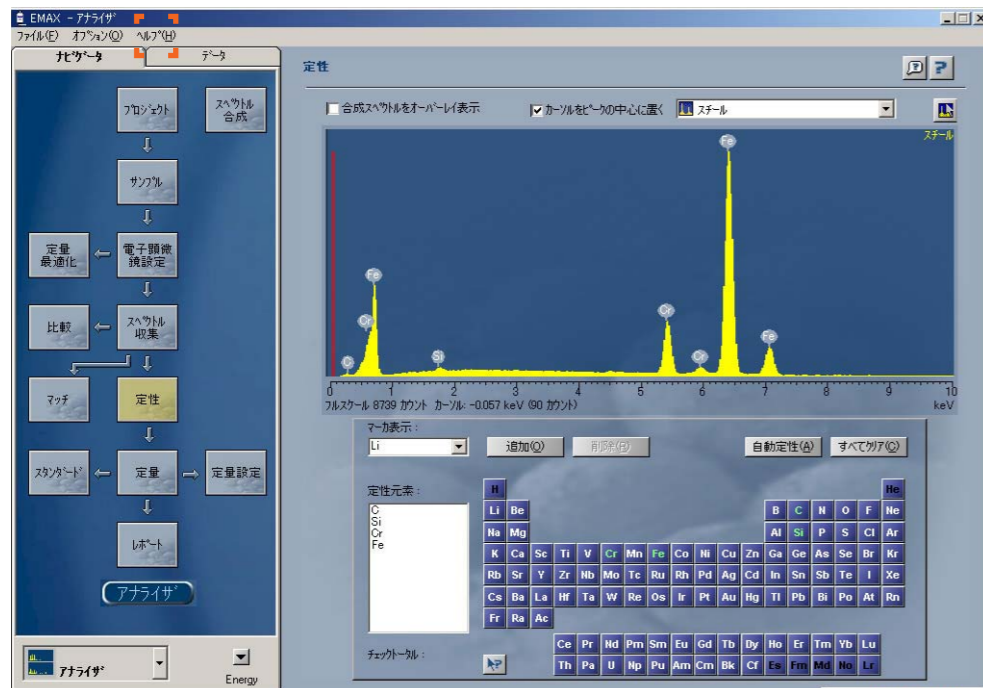 EMAX - アナライザ
ファイル(F) オプション(O) ヘルプ(H)
ナビゲータ データ
プロジェクト
スペクトル
合成
サンプル
定量
最適化
電子顕微
鏡設定
比較
スペクトル
収集
マッチ
定性
スタンダード
定量
定量設定
レポート
アナライザ
アナライザ
Energy
定性
合成スペクトルをオーバーレイ表示
カーソルをピークの中心に置く
スチール
スチール
Fe
Fe
Cr
Cr
Cr
Fe
C
Si
0 1 2 3 4 5 6 7 8 9 10
フルスケール 8739 カウント カーソル: -0.057 keV (90 カウント) keV
マーカ表示:
Li 追加(O) 削除(R) 自動定性(A) すべてクリア(C)
定性元素:
C
Si
Cr
Fe
H He
Li Be B C N O F Ne
Na Mg Al Si P S Cl Ar
K Ca Sc Ti V Cr Mn Fe Co Ni Cu Zn Ga Ge As Se Br Kr
Rb Sr Y Zr Nb Mo Tc Ru Rh Pd Ag Cd In Sn Sb Te I Xe
Cs Ba La Hf Ta W Re Os Ir Pt Au Hg Tl Pb Bi Po At Rn
Fr Ra Ac
Ce Pr Nd Pm Sm Eu Gd Tb Dy Ho Er Tm Yb Lu
Th Pa U Np Pu Am Cm Bk Cf Es Fm Md No Lr
チェックトータル: